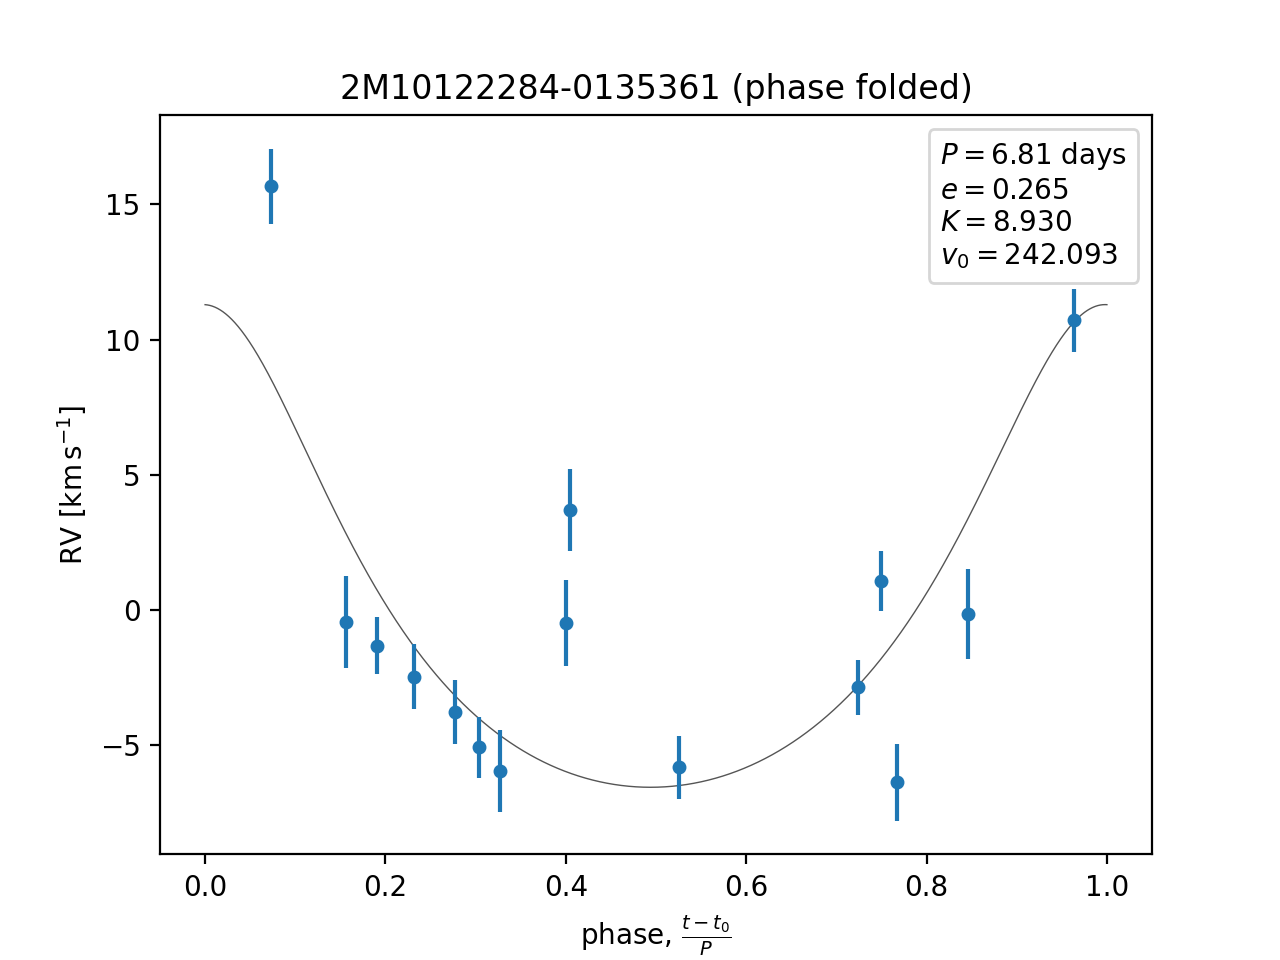 2M10122284-0135361 (phase folded)
P = 6.81 days
e = 0.265
K = 8.930
v₀ = 242.093
RV [km s⁻¹]
15
10
5
0
−5
0.0 0.2 0.4 0.6 0.8 1.0
phase, (t − t₀)/P